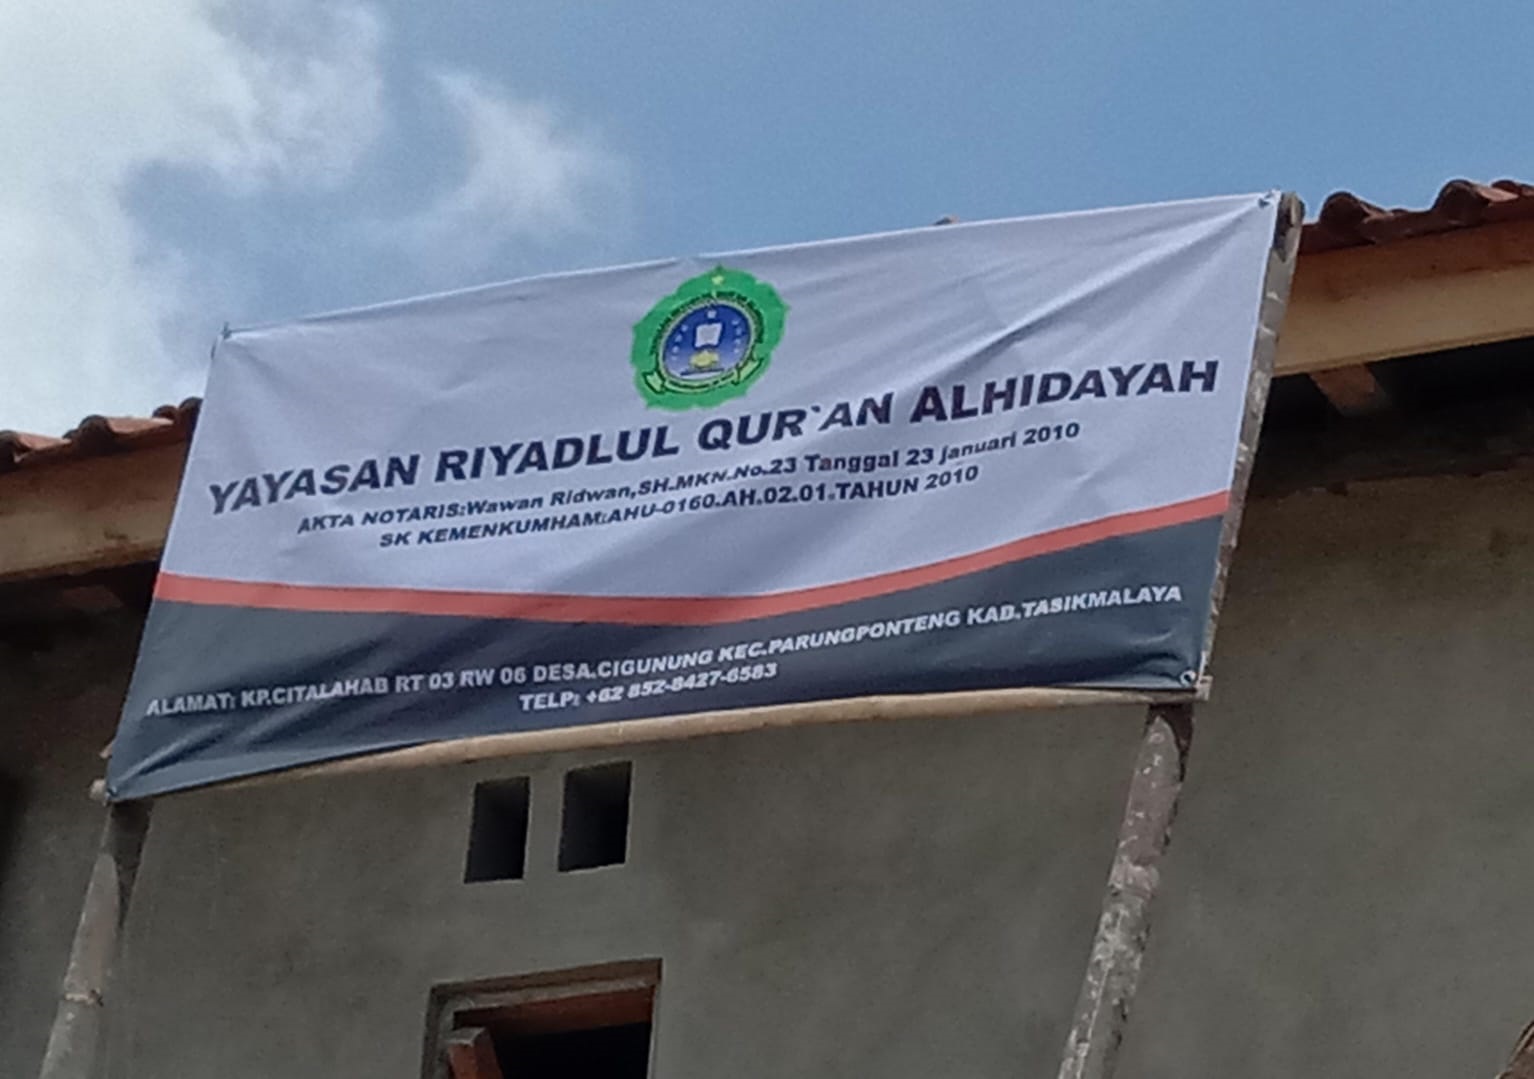 YAYASAN RIYADLUL QUR`AN ALHIDAYAH
AKTA NOTARIS:Wawan Ridwan,SH.MKN.No.23 Tanggal 23 januari 2010
SK KEMENKUMHAM:AHU-0160.AH.02.01.TAHUN 2010
ALAMAT: KP.CITALAHAB RT 03 RW 06 DESA.CIGUNUNG KEC.PARUNGPONTENG KAB.TASIKMALAYA
TELP: +62 852-8427-6583